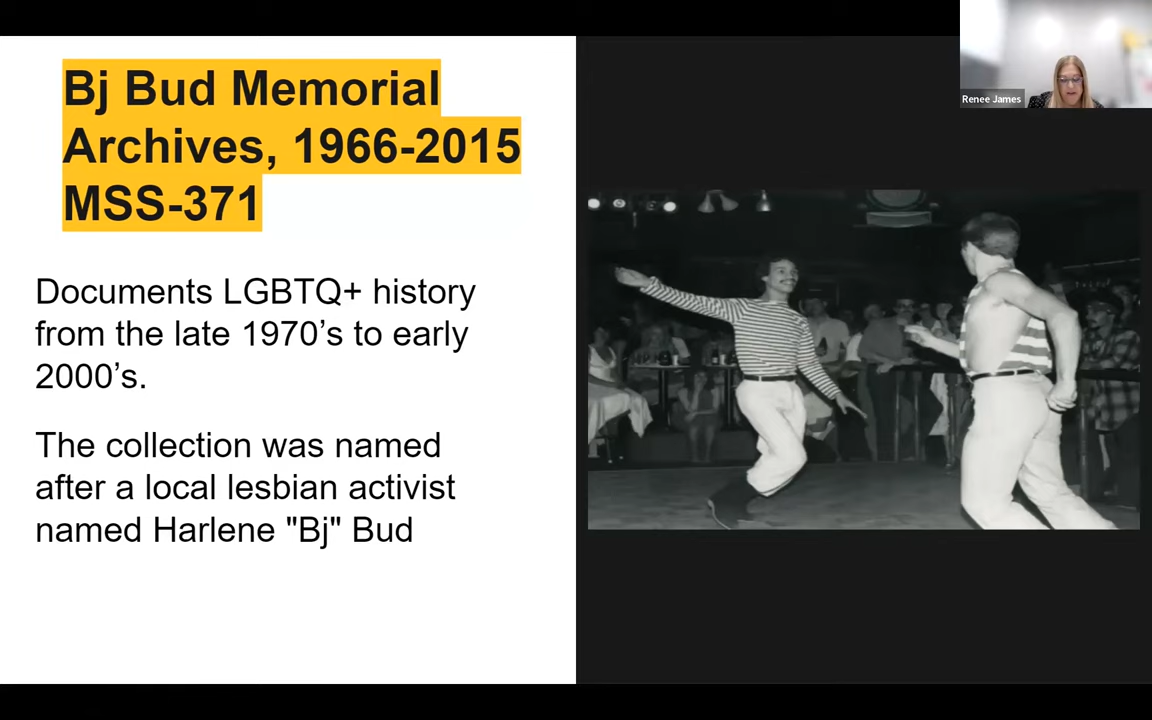 Bj Bud Memorial
Archives, 1966-2015
MSS-371
Documents LGBTQ+ history
from the late 1970’s to early
2000’s.
The collection was named
after a local lesbian activist
named Harlene "Bj" Bud
Renee James